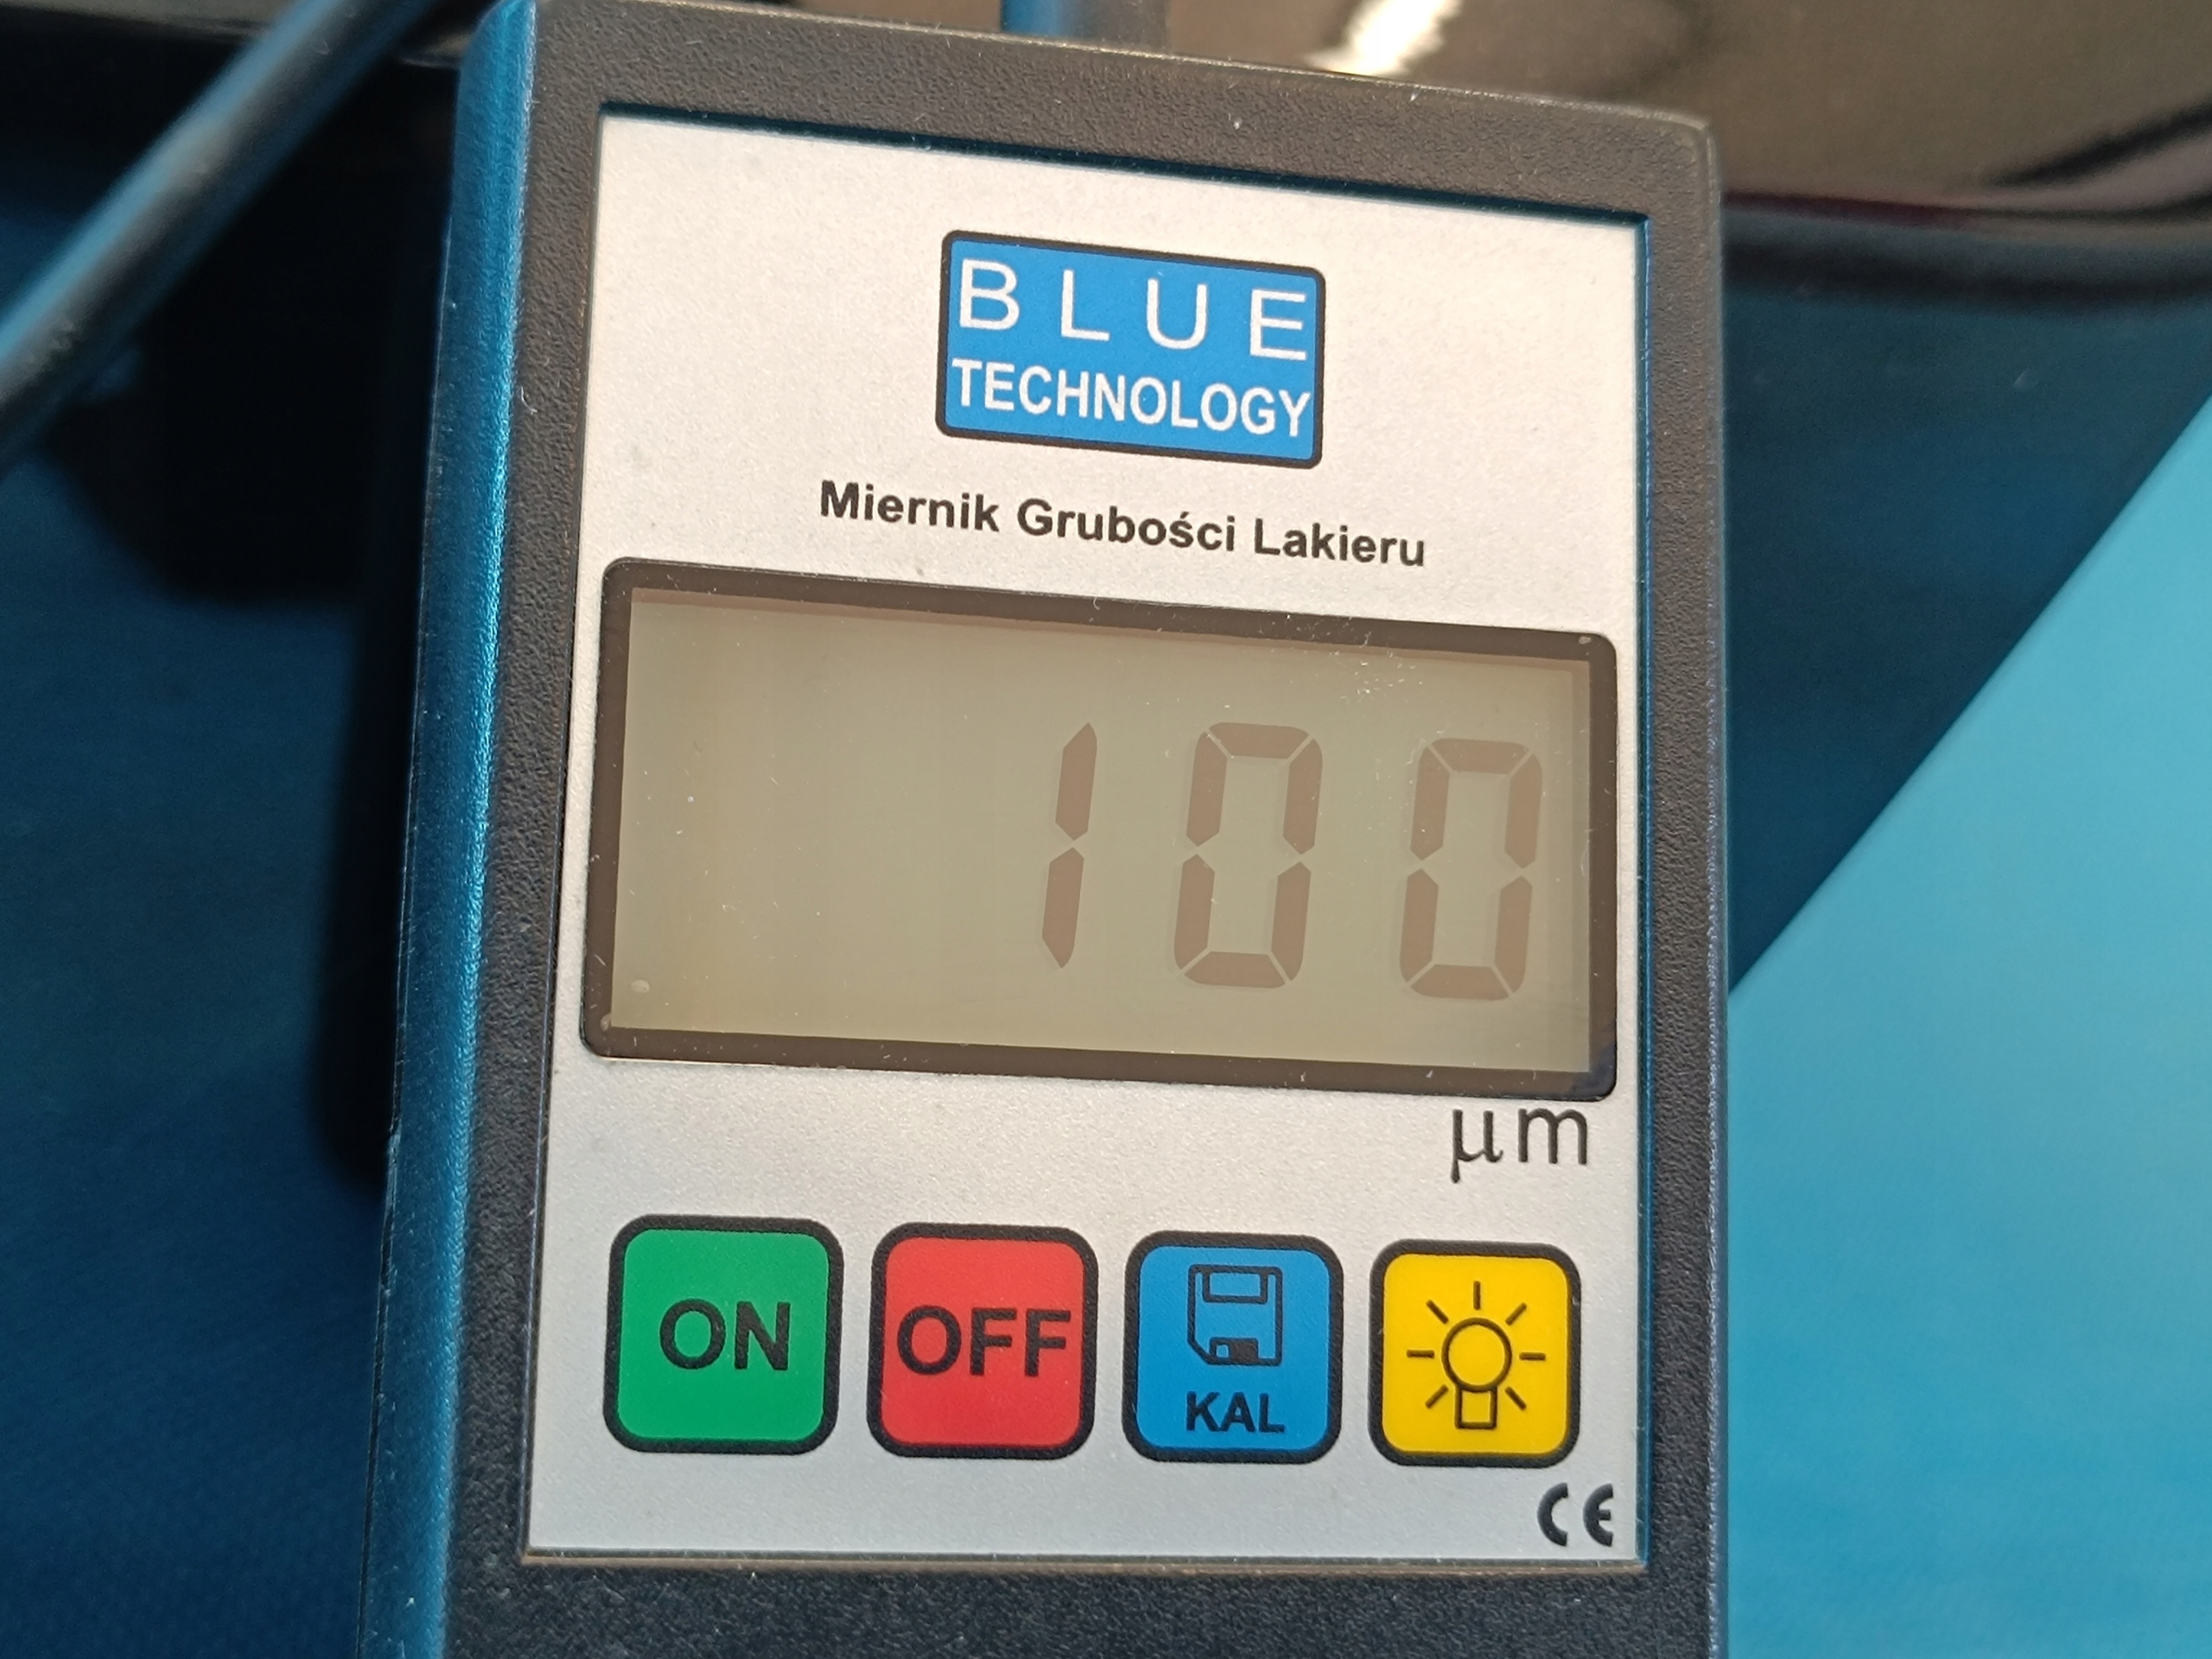 BLUE
TECHNOLOGY
Miernik Grubości Lakieru
100
μm
ON
OFF
KAL
CE